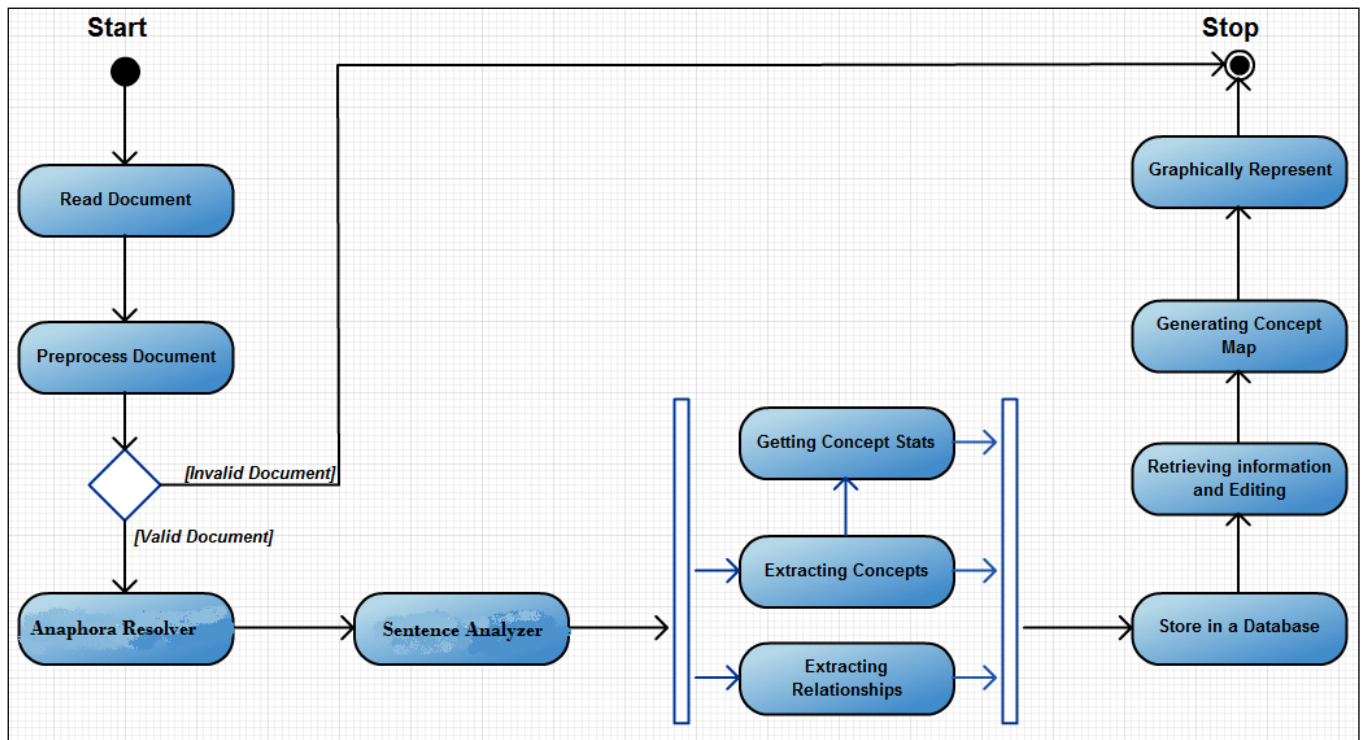 Start
Stop
Read Document
Preprocess Document
[Invalid Document]
[Valid Document]
Anaphora Resolver
Sentence Analyzer
Getting Concept Stats
Extracting Concepts
Extracting
Relationships
Store in a Database
Retrieving information
and Editing
Generating Concept
Map
Graphically Represent